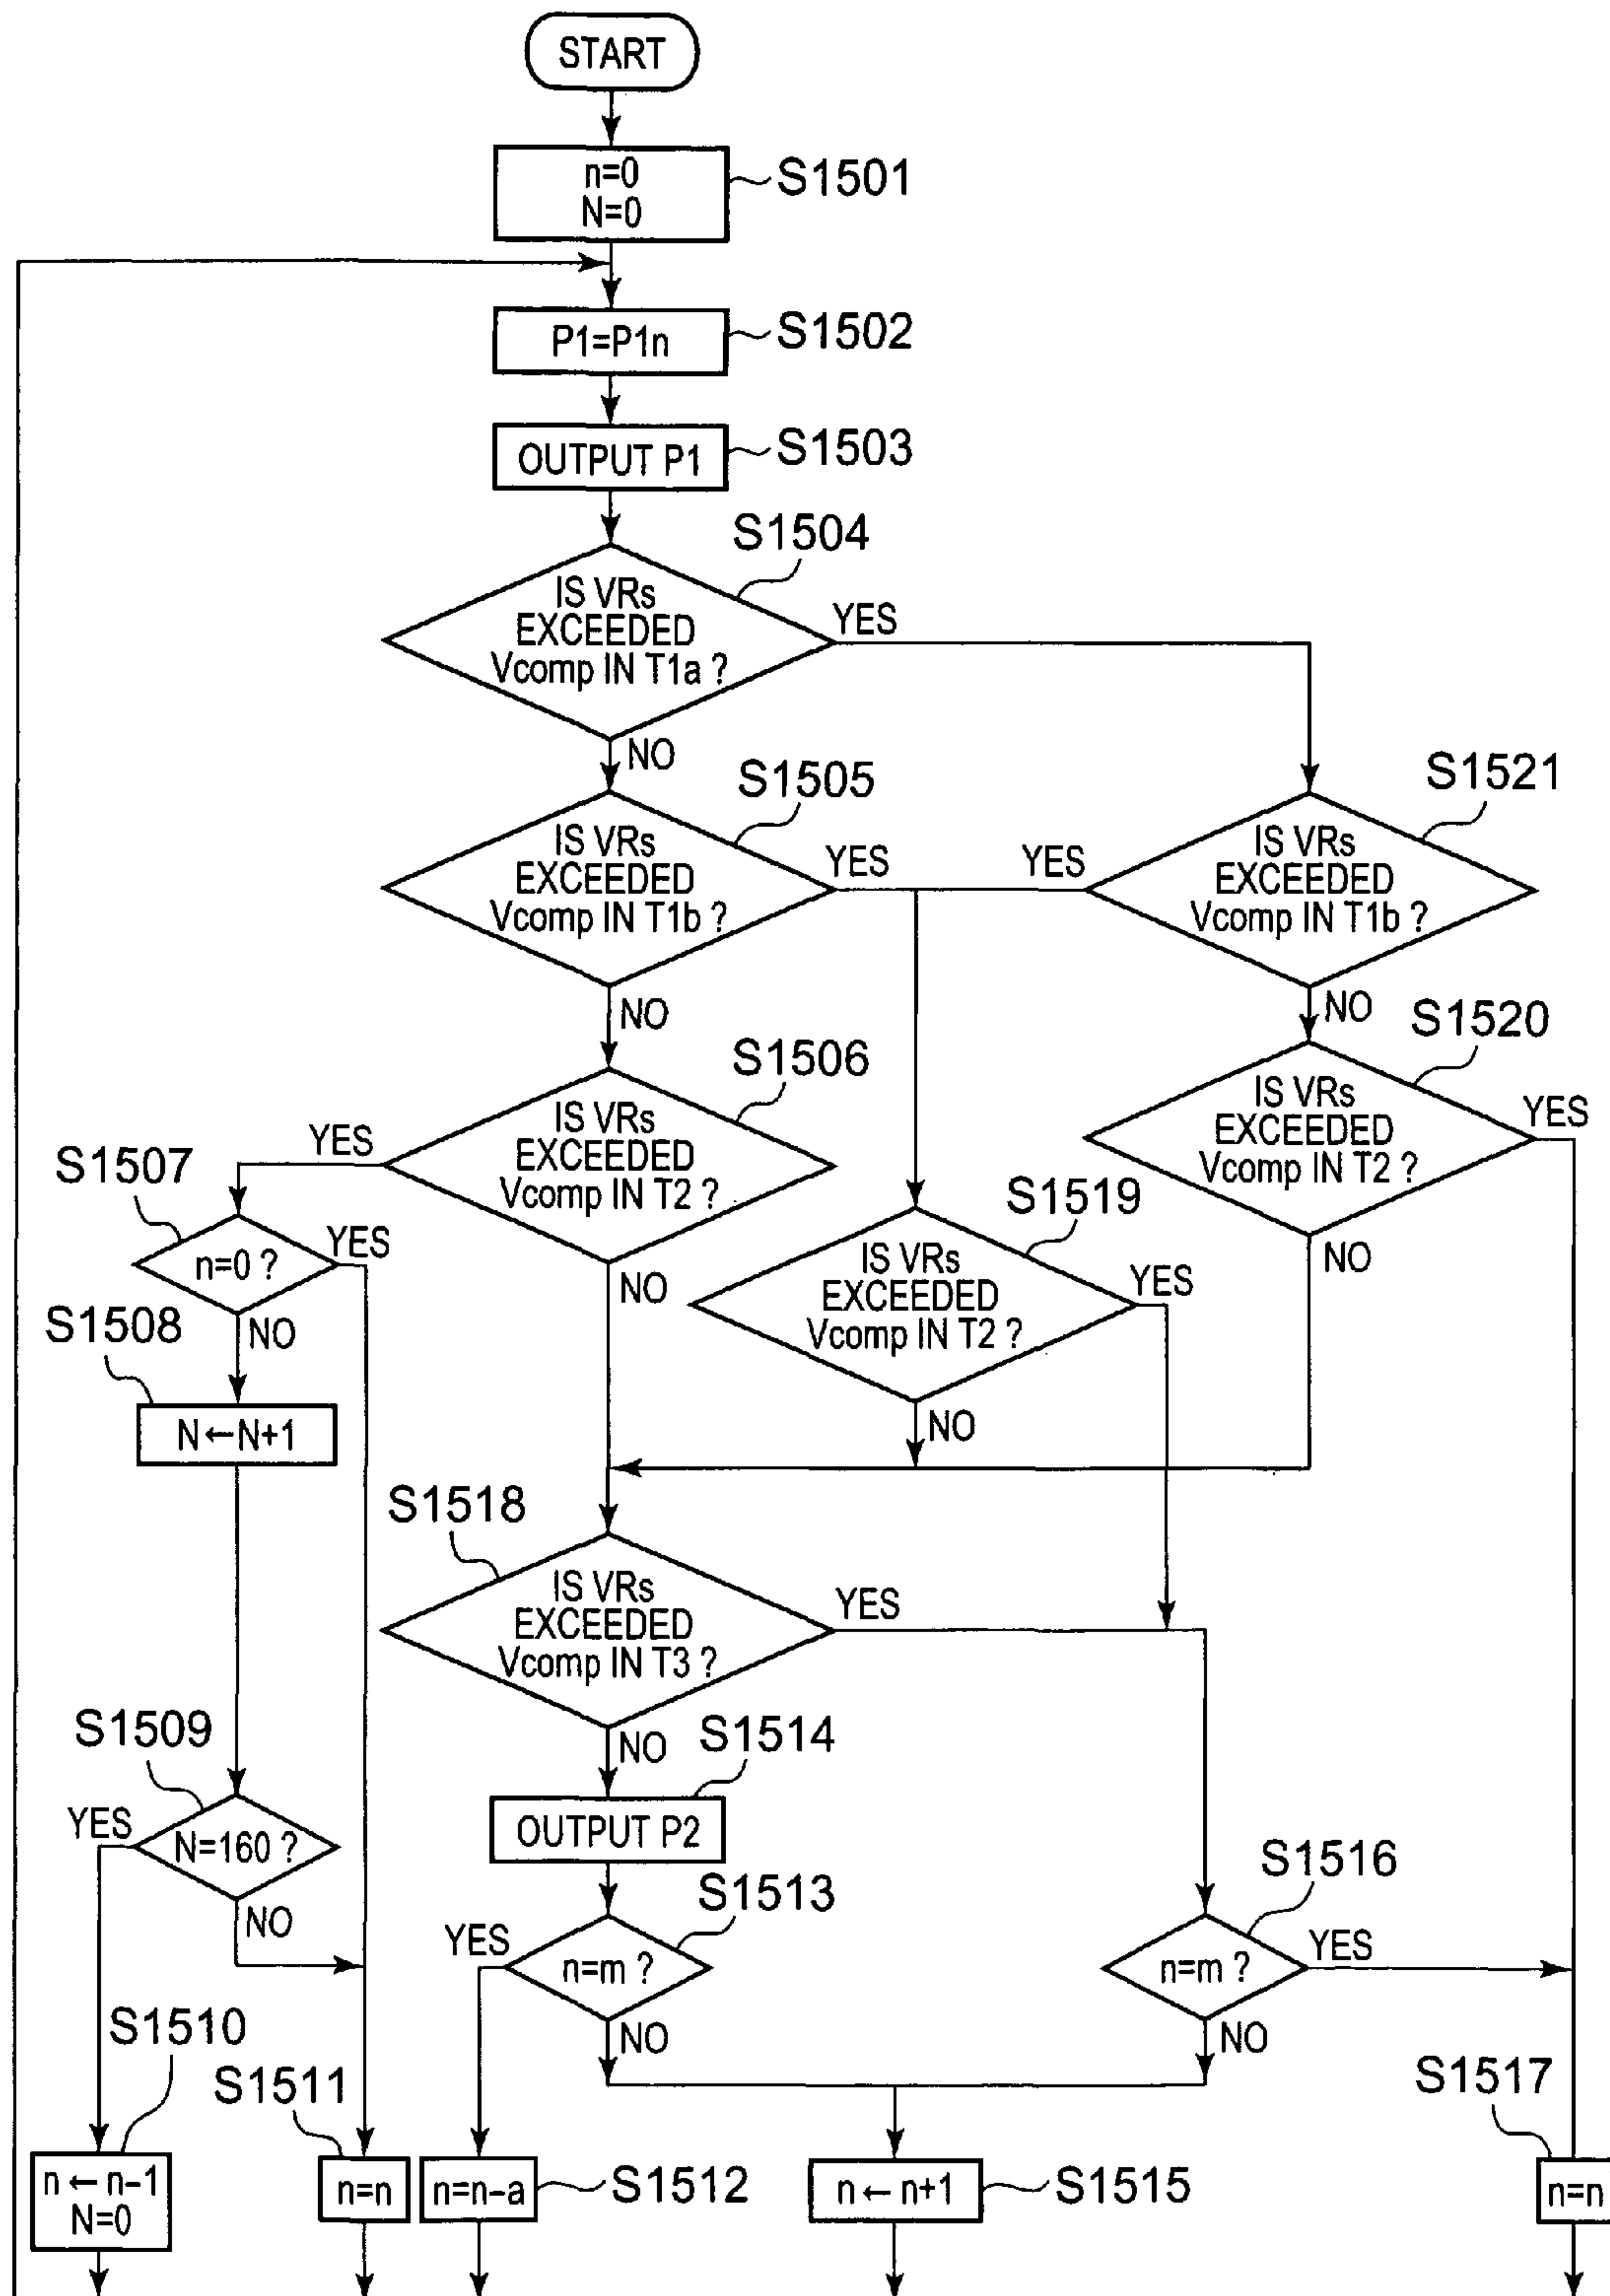 START
n=0
N=0
S1501
P1=P1n
S1502
OUTPUT P1
S1503
S1504
IS VRs
EXCEEDED
Vcomp IN T1a ?
YES
NO
S1505
IS VRs
EXCEEDED
Vcomp IN T1b ?
YES
NO
S1521
IS VRs
EXCEEDED
Vcomp IN T1b ?
YES
NO
S1506
IS VRs
EXCEEDED
Vcomp IN T2 ?
YES
NO
S1520
IS VRs
EXCEEDED
Vcomp IN T2 ?
YES
NO
S1507
n=0 ?
YES
NO
S1519
IS VRs
EXCEEDED
Vcomp IN T2 ?
YES
NO
S1508
N←N+1
S1518
IS VRs
EXCEEDED
Vcomp IN T3 ?
YES
NO
S1509
N=160 ?
YES
NO
S1514
OUTPUT P2
S1513
n=m ?
YES
NO
S1516
n=m ?
YES
NO
S1510
n ← n−1
N=0
S1511
n=n
n=n−a
S1512
n ← n+1
S1515
S1517
n=n